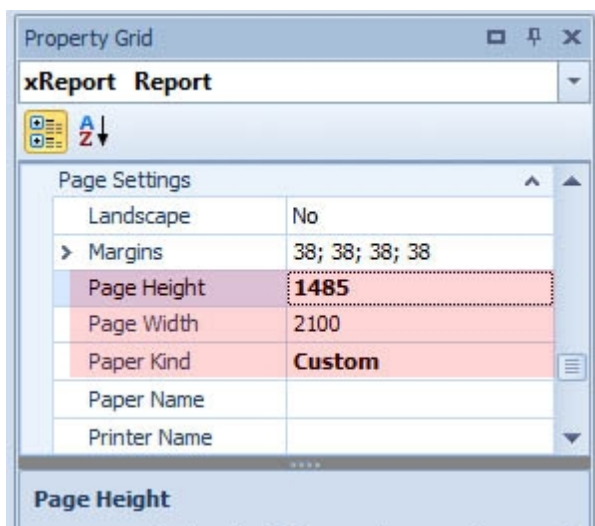 Property Grid
xReport Report
A
Z
Page Settings
Landscape No
Margins 38; 38; 38; 38
Page Height 1485
Page Width 2100
Paper Kind Custom
Paper Name
Printer Name
Page Height